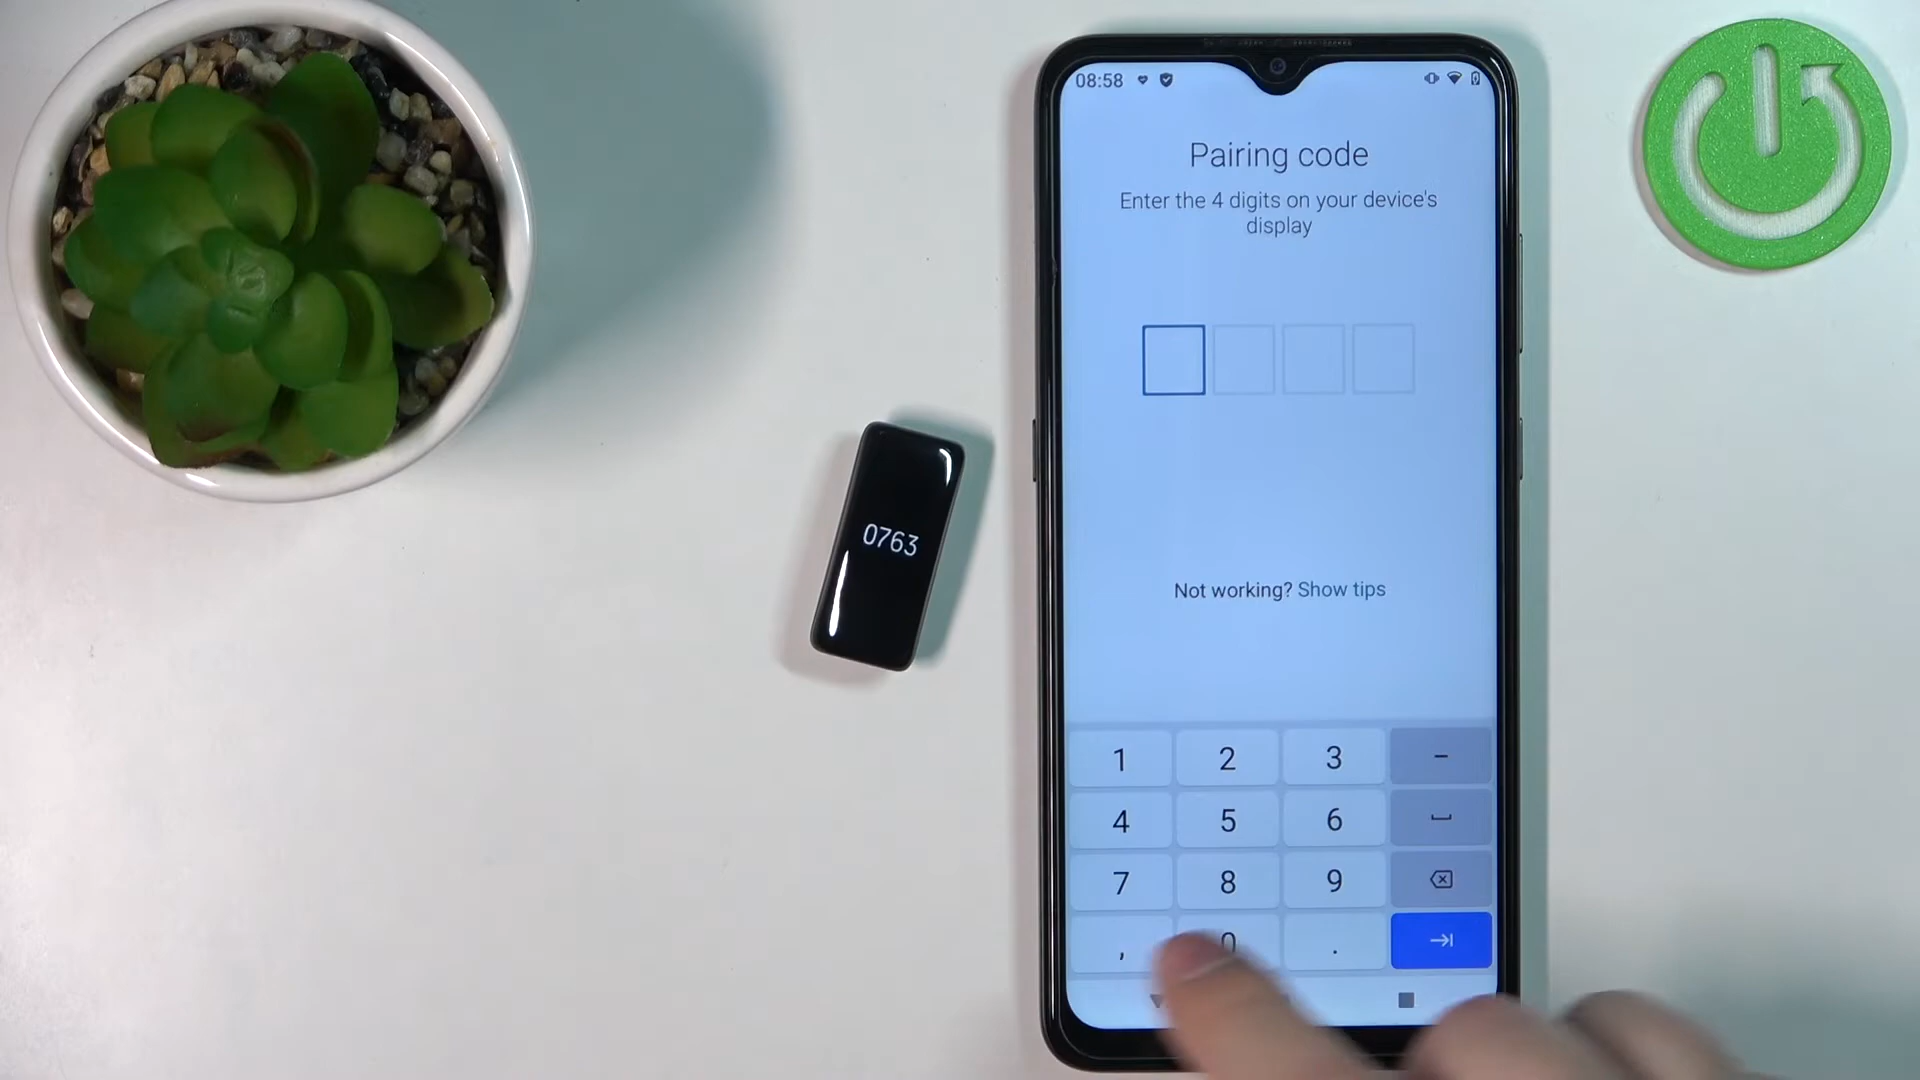 08:58
Pairing code
Enter the 4 digits on your device's
display
0763
Not working? Show tips
1 2 3 -
4 5 6
7 8 9
, 0 .